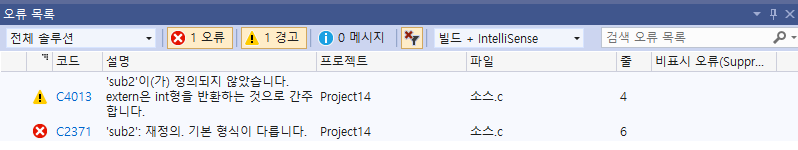 오류 목록
전체 솔루션 1 오류 1 경고 0 메시지 빌드 + IntelliSense 검색 오류 목록
코드 설명 프로젝트 파일 줄 비표시 오류(Suppr...
'sub2'이(가) 정의되지 않았습니다.
C4013 extern은 int형을 반환하는 것으로 간주 Project14 소스.c 4
합니다.
C2371 'sub2': 재정의. 기본 형식이 다릅니다. Project14 소스.c 6